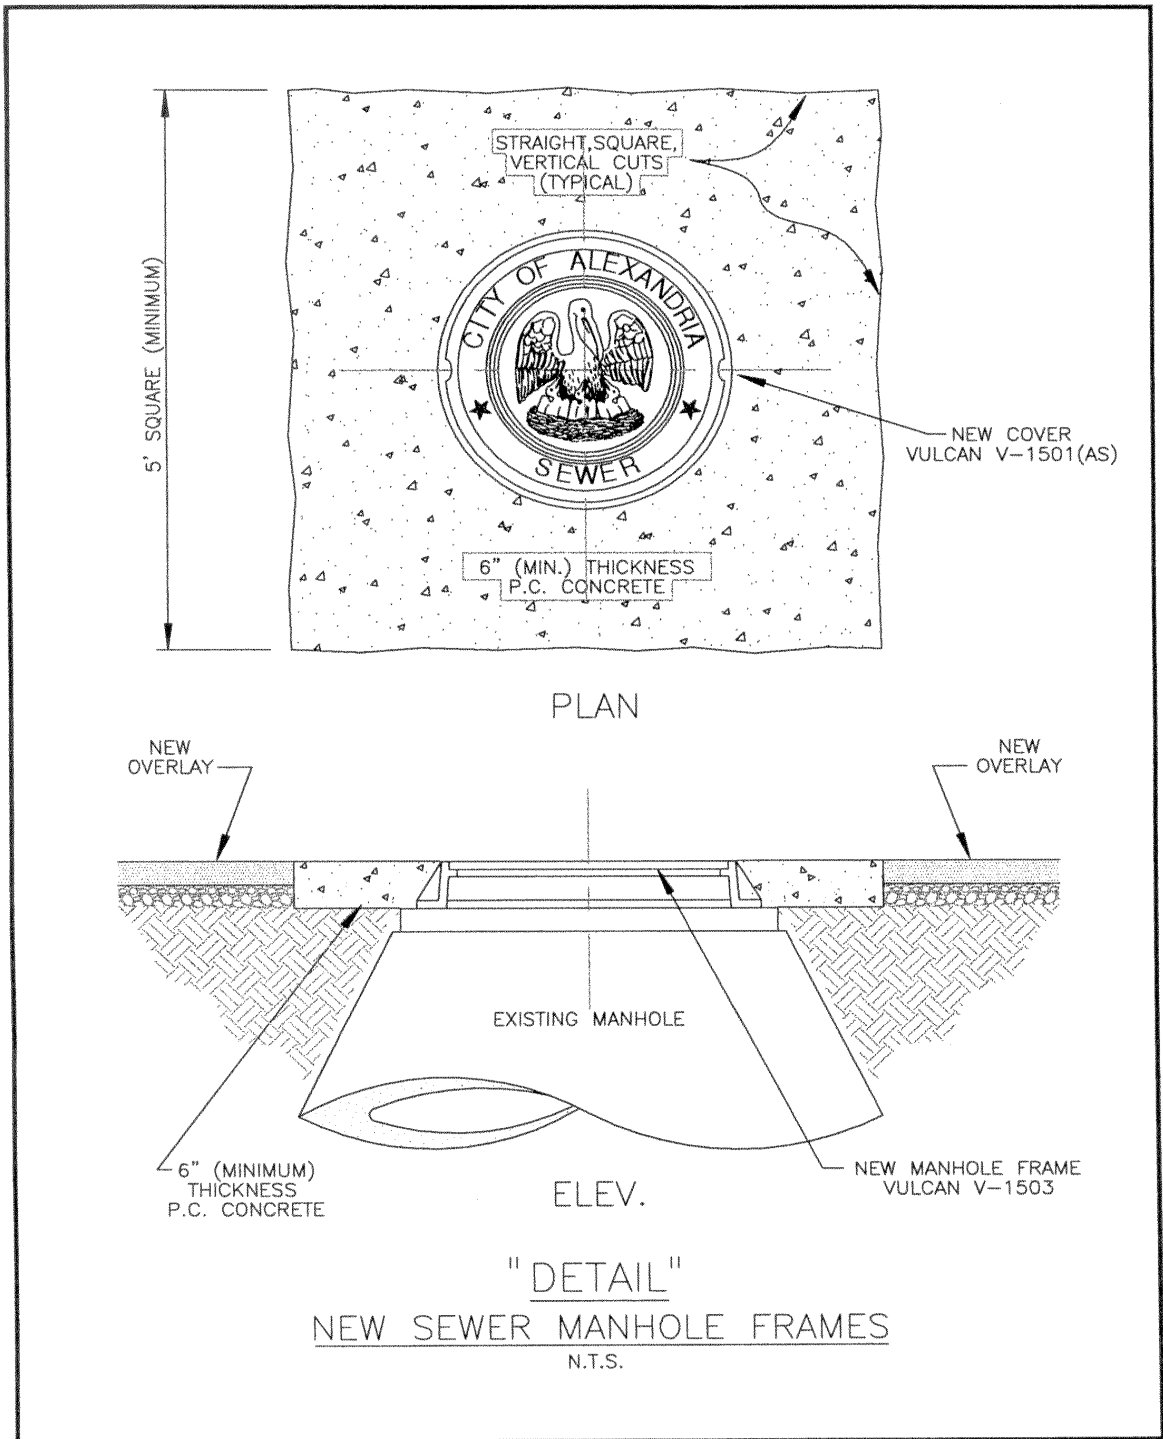 STRAIGHT,SQUARE,
VERTICAL CUTS
(TYPICAL)
5' SQUARE (MINIMUM)
CITY OF ALEXANDRIA
SEWER
NEW COVER
VULCAN V-1501(AS)
6" (MIN.) THICKNESS
P.C. CONCRETE
PLAN
NEW
OVERLAY
NEW
OVERLAY
EXISTING MANHOLE
6" (MINIMUM)
THICKNESS
P.C. CONCRETE
NEW MANHOLE FRAME
VULCAN V-1503
ELEV.
"DETAIL"
NEW SEWER MANHOLE FRAMES
N.T.S.